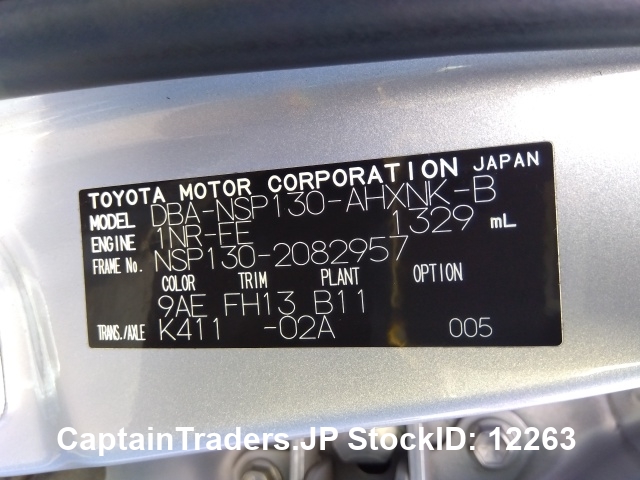 TOYOTA MOTOR CORPORATION JAPAN
MODEL DBA-NSP130-AHXNK-B
ENGINE 1NR-FE 1329 mL
FRAME No. NSP130-2082957
COLOR TRIM PLANT OPTION
9AE FH13 B11
TRANS./AXLE K411 -02A 005
CaptainTraders.JP StockID: 12263